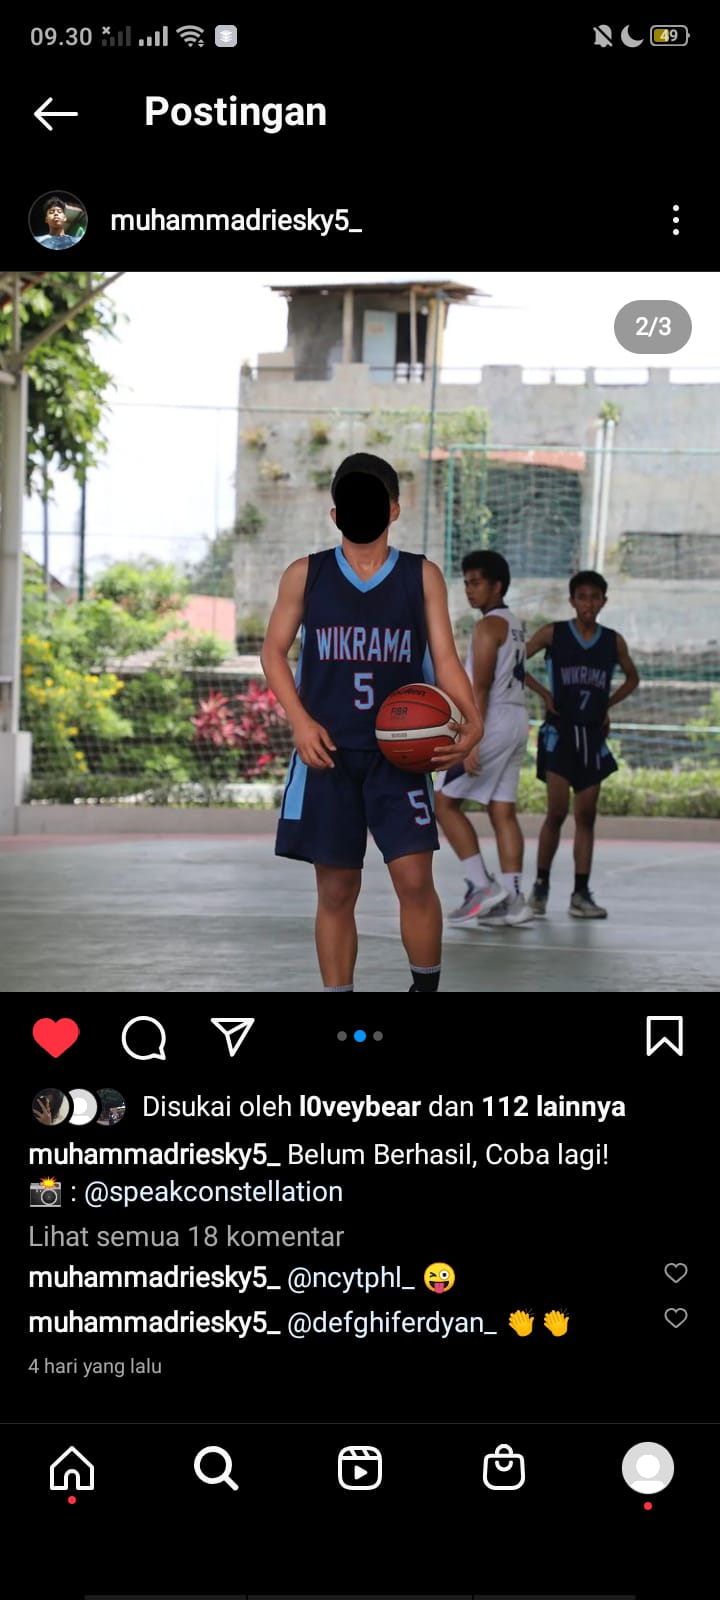 09.30
49
Postingan
muhammadriesky5_
2/3
WIKRAMA
5
molten
WIKRAMA
7
5
Disukai oleh l0veybear dan 112 lainnya
muhammadriesky5_ Belum Berhasil, Coba lagi!
📸 : @speakconstellation
Lihat semua 18 komentar
muhammadriesky5_ @ncytphl_ 😜
muhammadriesky5_ @defghiferdyan_ 👏👏
4 hari yang lalu